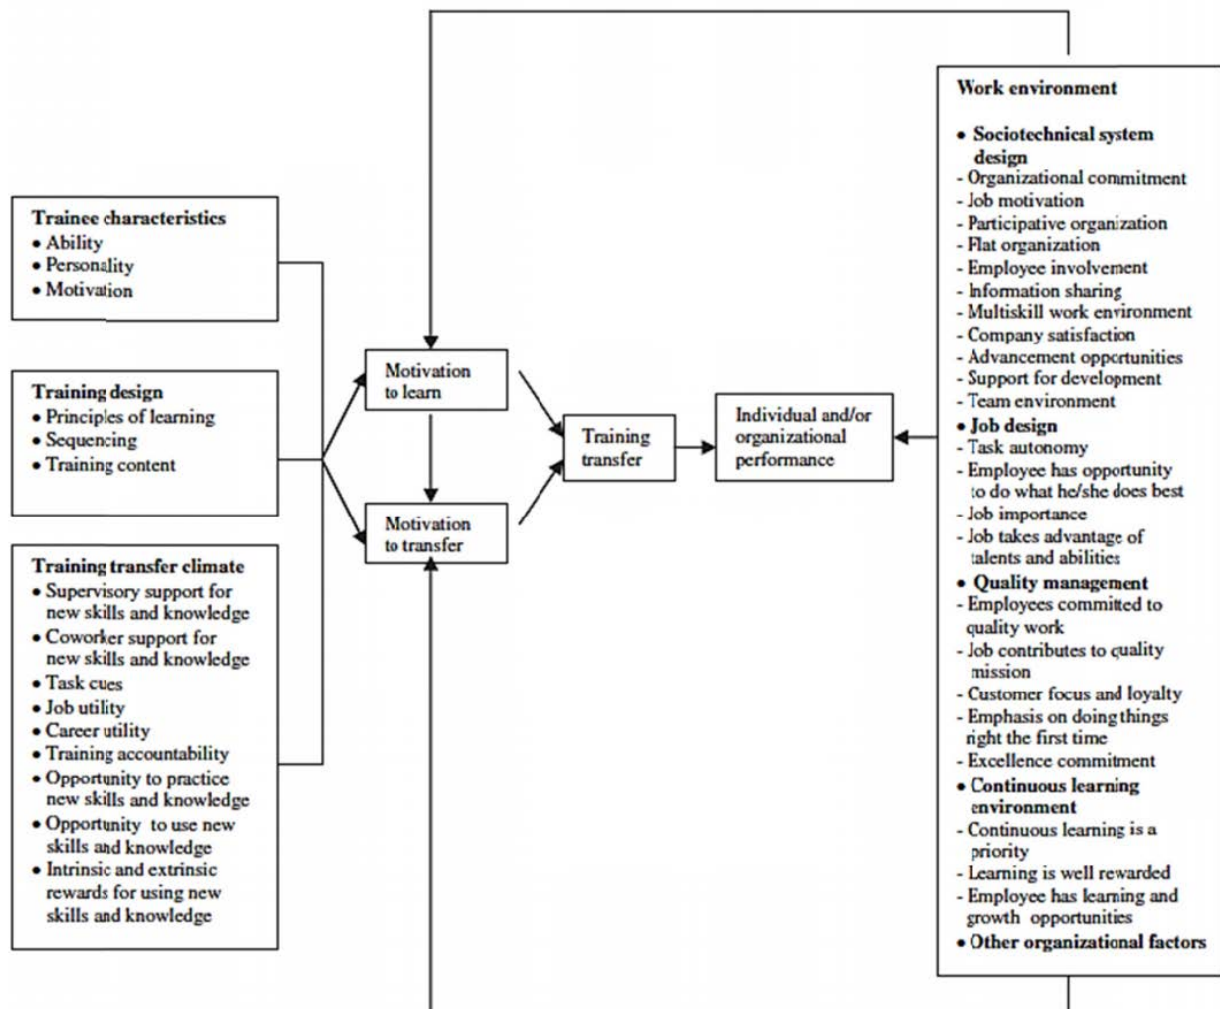 Trainee characteristics
• Ability
• Personality
• Motivation
Training design
• Principles of learning
• Sequencing
• Training content
Training transfer climate
• Supervisory support for
new skills and knowledge
• Coworker support for
new skills and knowledge
• Task cues
• Job utility
• Career utility
• Training accountability
• Opportunity to practice
new skills and knowledge
• Opportunity to use new
skills and knowledge
• Intrinsic and extrinsic
rewards for using new
skills and knowledge
Motivation
to learn
Motivation
to transfer
Training
transfer
Individual and/or
organizational
performance
Work environment
• Sociotechnical system
design
- Organizational commitment
- Job motivation
- Participative organization
- Flat organization
- Employee involvement
- Information sharing
- Multiskill work environment
- Company satisfaction
- Advancement opportunities
- Support for development
- Team environment
• Job design
- Task autonomy
- Employee has opportunity
to do what he/she does best
- Job importance
- Job takes advantage of
talents and abilities
• Quality management
- Employees committed to
quality work
- Job contributes to quality
mission
- Customer focus and loyalty
- Emphasis on doing things
right the first time
- Excellence commitment
• Continuous learning
environment
- Continuous learning is a
priority
- Learning is well rewarded
- Employee has learning and
growth opportunities
• Other organizational factors